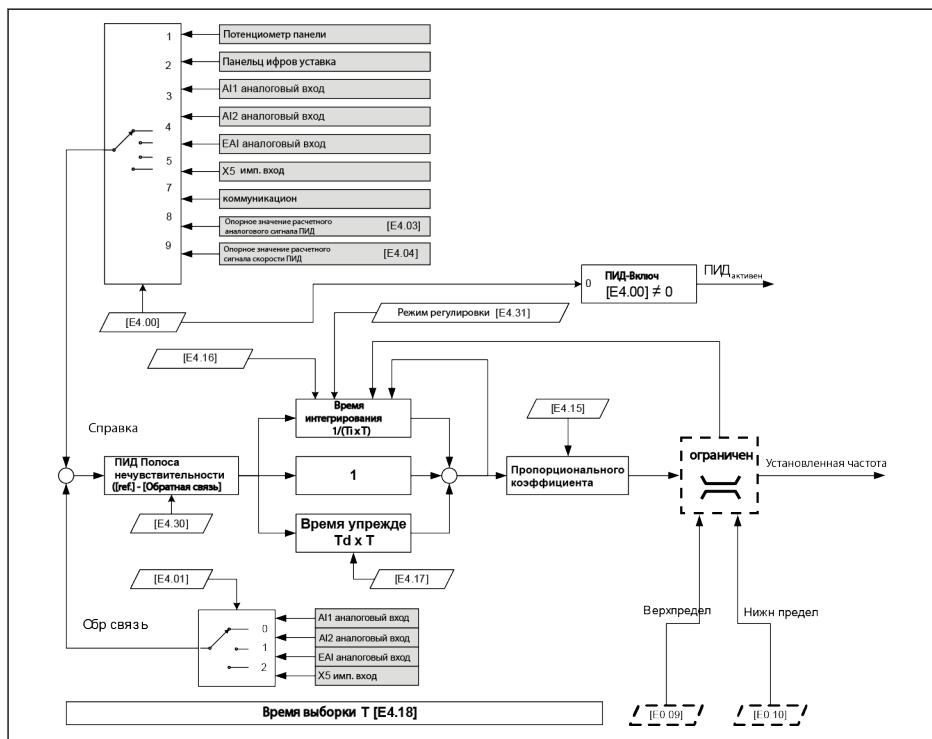 1 Потенциометр панели
2 Панельц ифров уставка
3 AI1 аналоговый вход
4 AI2 аналоговый вход
EAI аналоговый вход
5 X5 имп. вход
7 коммуникацион
8 Опорное значение расчетного
аналогового сигнала ПИД [E4.03]
9 Опорное значение расчетного
сигнала скорости ПИД [E4.04]
[E4.00]
0 ПИД-Включ
[E4.00] ≠ 0
ПИД активен
Режим регулировки [E4.31]
[E4.16]
Время
интегрирования
1/(Ti x T)
[E4.15]
Справка
ПИД Полоса
нечувствительности
([ref.] - [Обратная связь]
1
Пропорционального
коэффициента
ограничен
Установленная частота
[E4.30]
Время упрежде
Td x T
[E4.01]
[E4.17]
Обр связь
0 AI1 аналоговый вход
AI2 аналоговый вход
1 EAI аналоговый вход
2 X5 имп. вход
Верхпредел
Нижн предел
Время выборки T [E4.18]
[E0.09]
[E0.10]